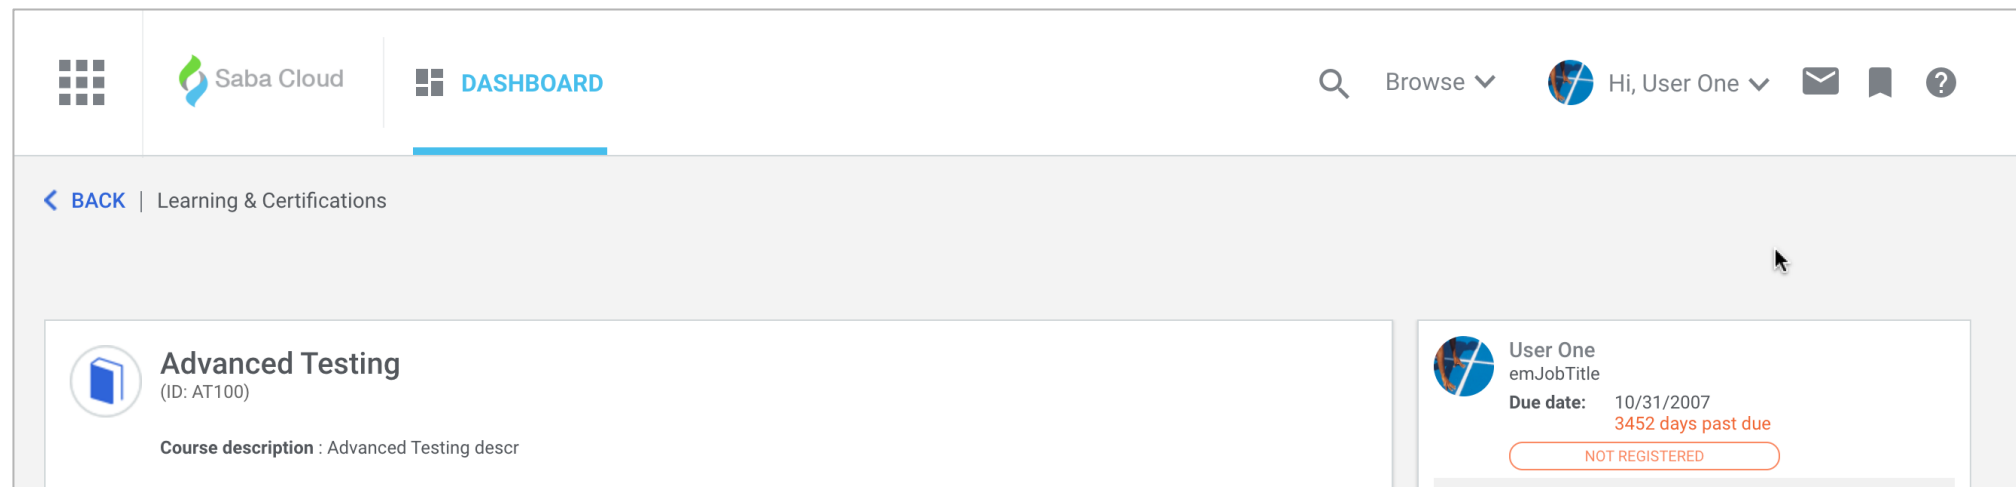 Saba Cloud
DASHBOARD
Browse
Hi, User One
BACK | Learning & Certifications
Advanced Testing
(ID: AT100)
Course description : Advanced Testing descr
User One
emJobTitle
Due date: 10/31/2007
3452 days past due
NOT REGISTERED